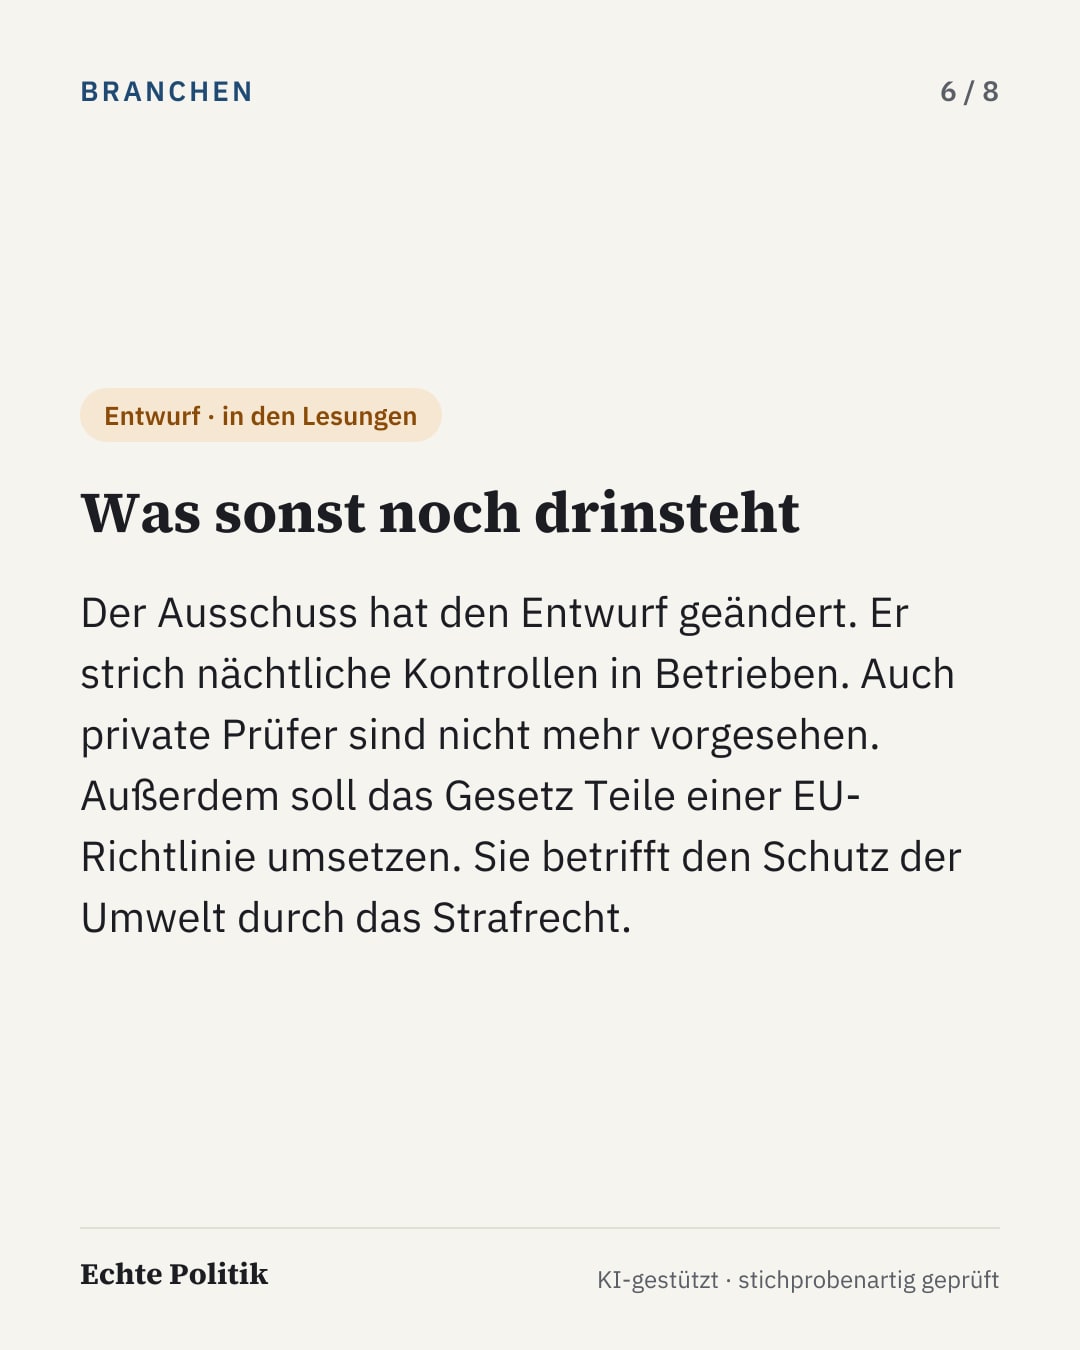 BRANCHEN
6 / 8
Entwurf · in den Lesungen
Was sonst noch drinsteht
Der Ausschuss hat den Entwurf geändert. Er
strich nächtliche Kontrollen in Betrieben. Auch
private Prüfer sind nicht mehr vorgesehen.
Außerdem soll das Gesetz Teile einer EU-
Richtlinie umsetzen. Sie betrifft den Schutz der
Umwelt durch das Strafrecht.
Echte Politik
KI-gestützt · stichprobenartig geprüft